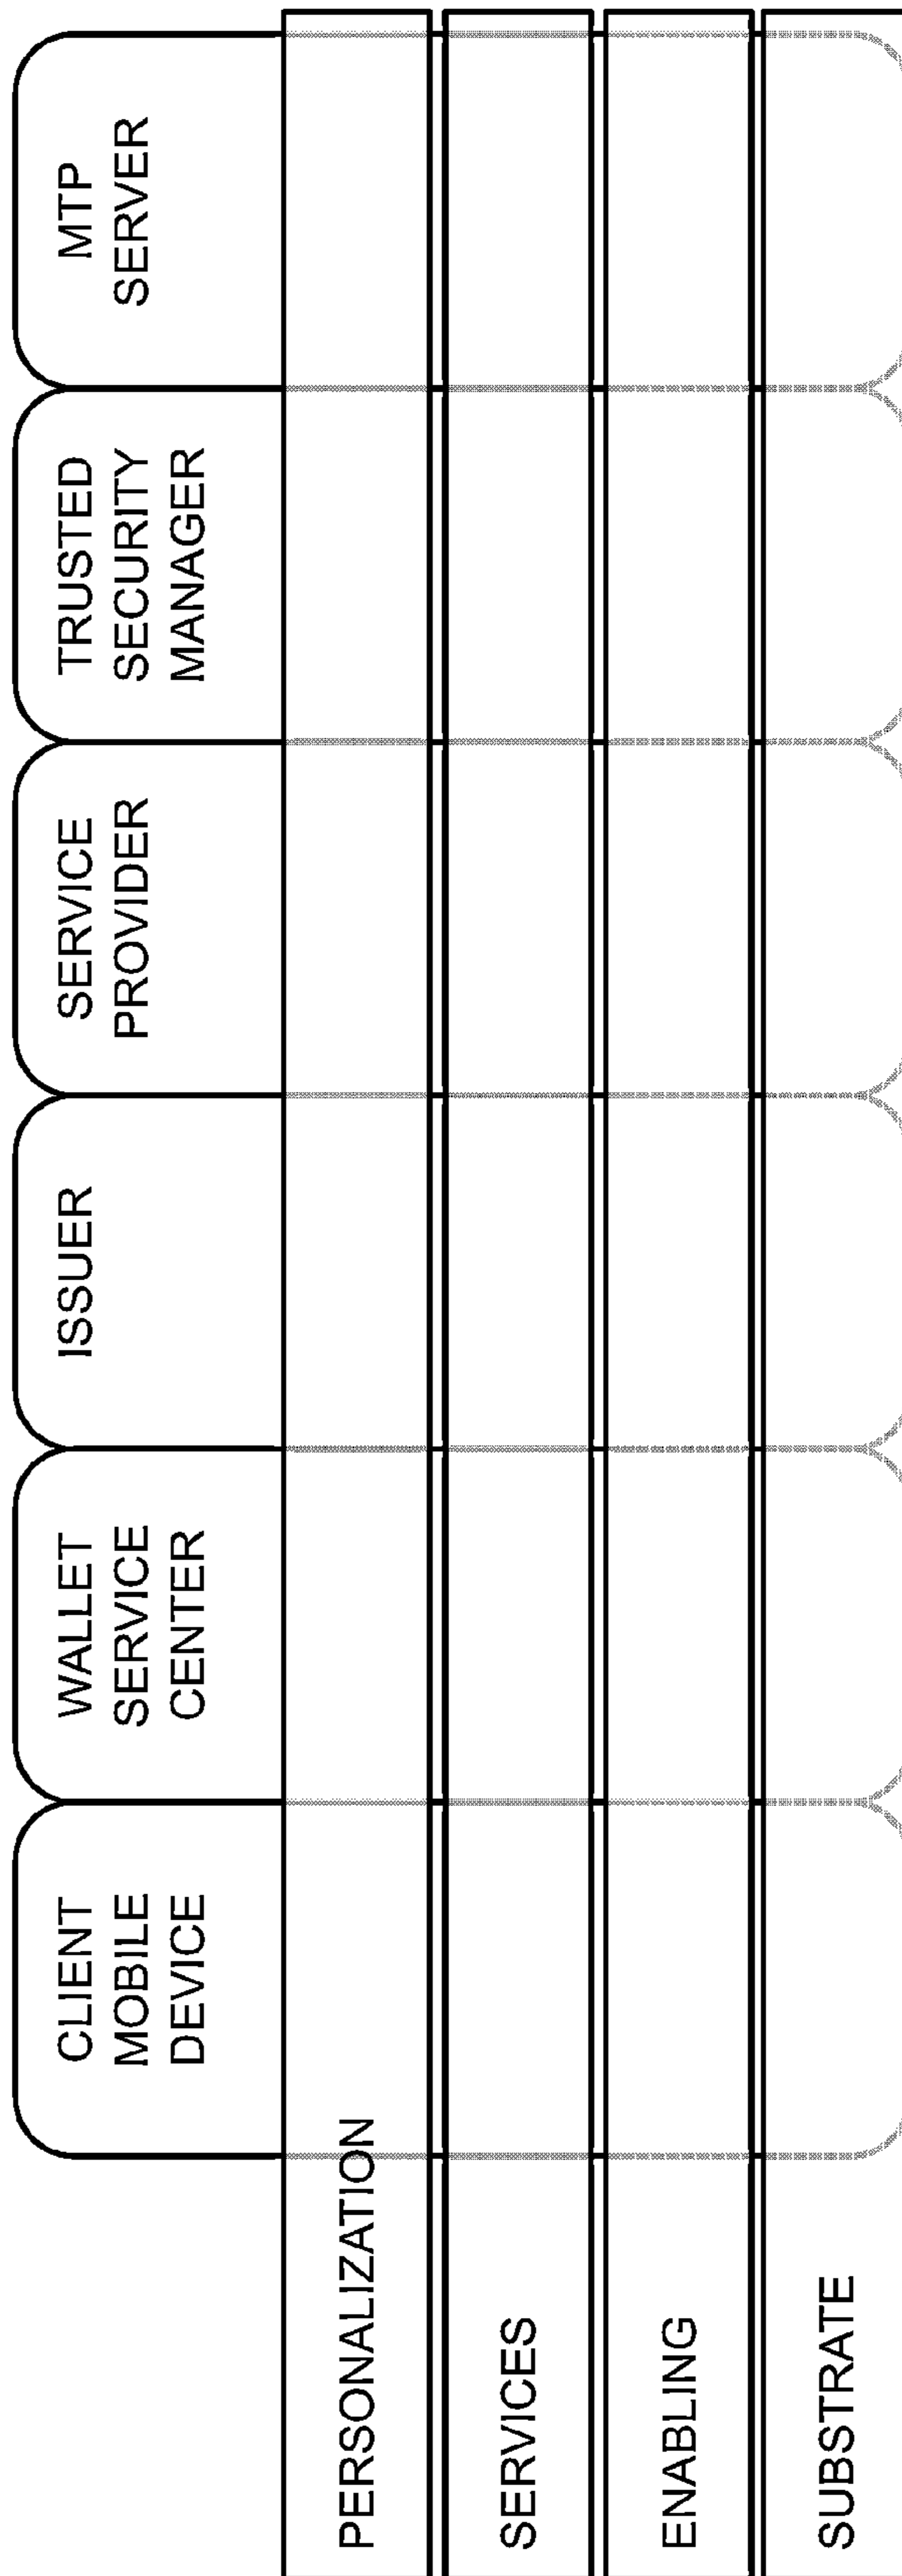 CLIENT
MOBILE
DEVICE
WALLET
SERVICE
CENTER
ISSUER
SERVICE
PROVIDER
TRUSTED
SECURITY
MANAGER
MTP
SERVER
PERSONALIZATION
SERVICES
ENABLING
SUBSTRATE